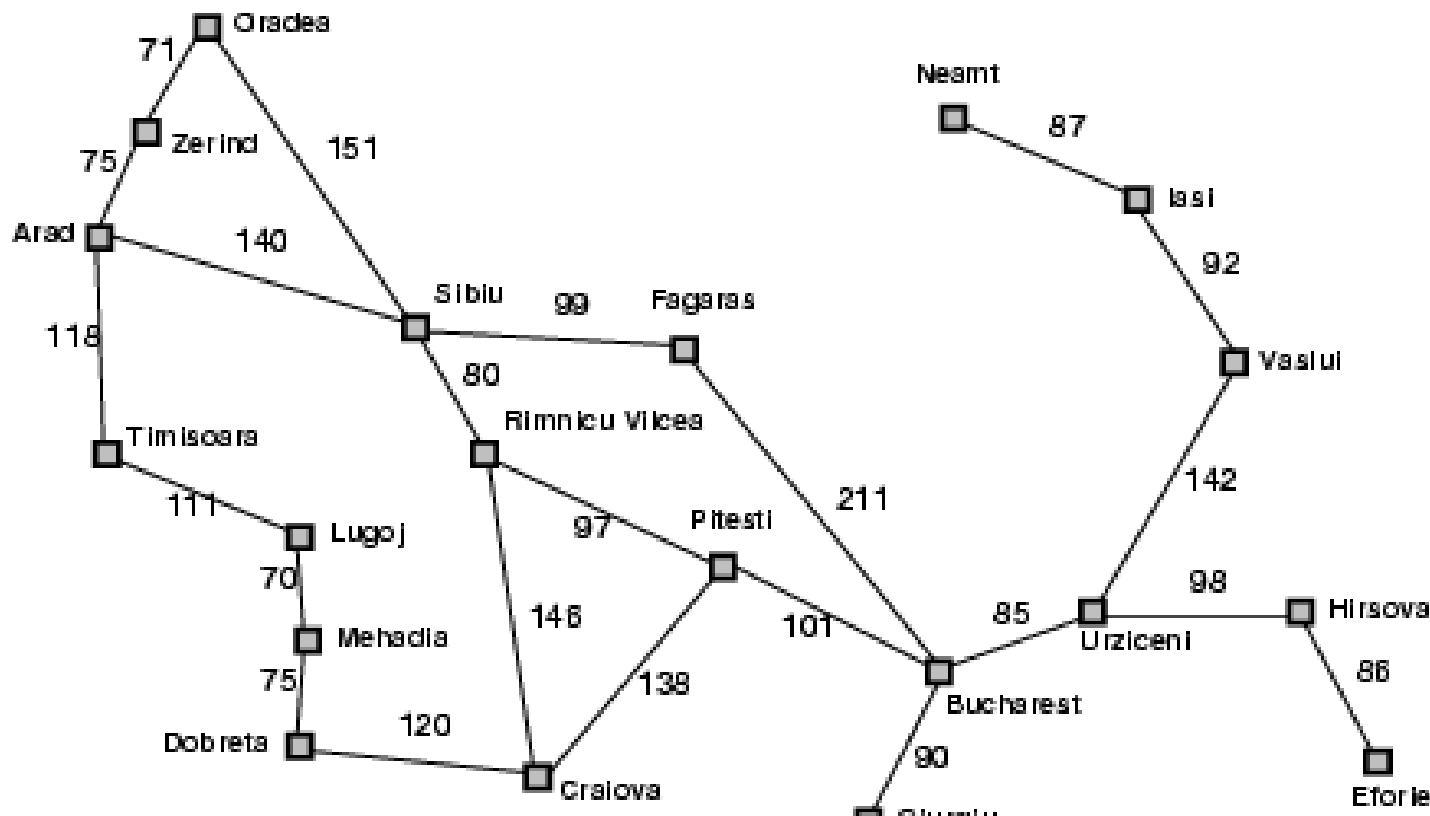 Oradea
71
Neamt
87
Zerind
151
75
Iasi
Arad
140
92
Sibiu
99
Fagaras
118
80
Vaslui
Rimnicu Vilcea
Timisoara
142
111
211
97
Pitesti
Lugoj
70
98
146
101
85
Hirsova
Mehadia
Urziceni
75
138
86
Bucharest
120
Dobreta
90
Craiova
Eforie